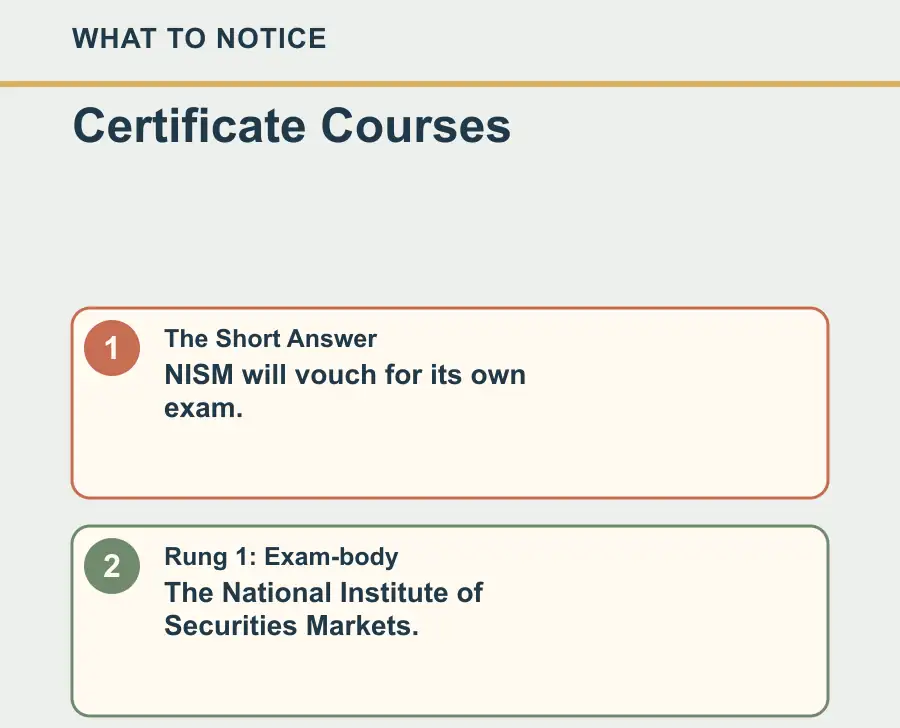 WHAT TO NOTICE
Certificate Courses
1
The Short Answer
NISM will vouch for its own
exam.
2
Rung 1: Exam-body
The National Institute of
Securities Markets.